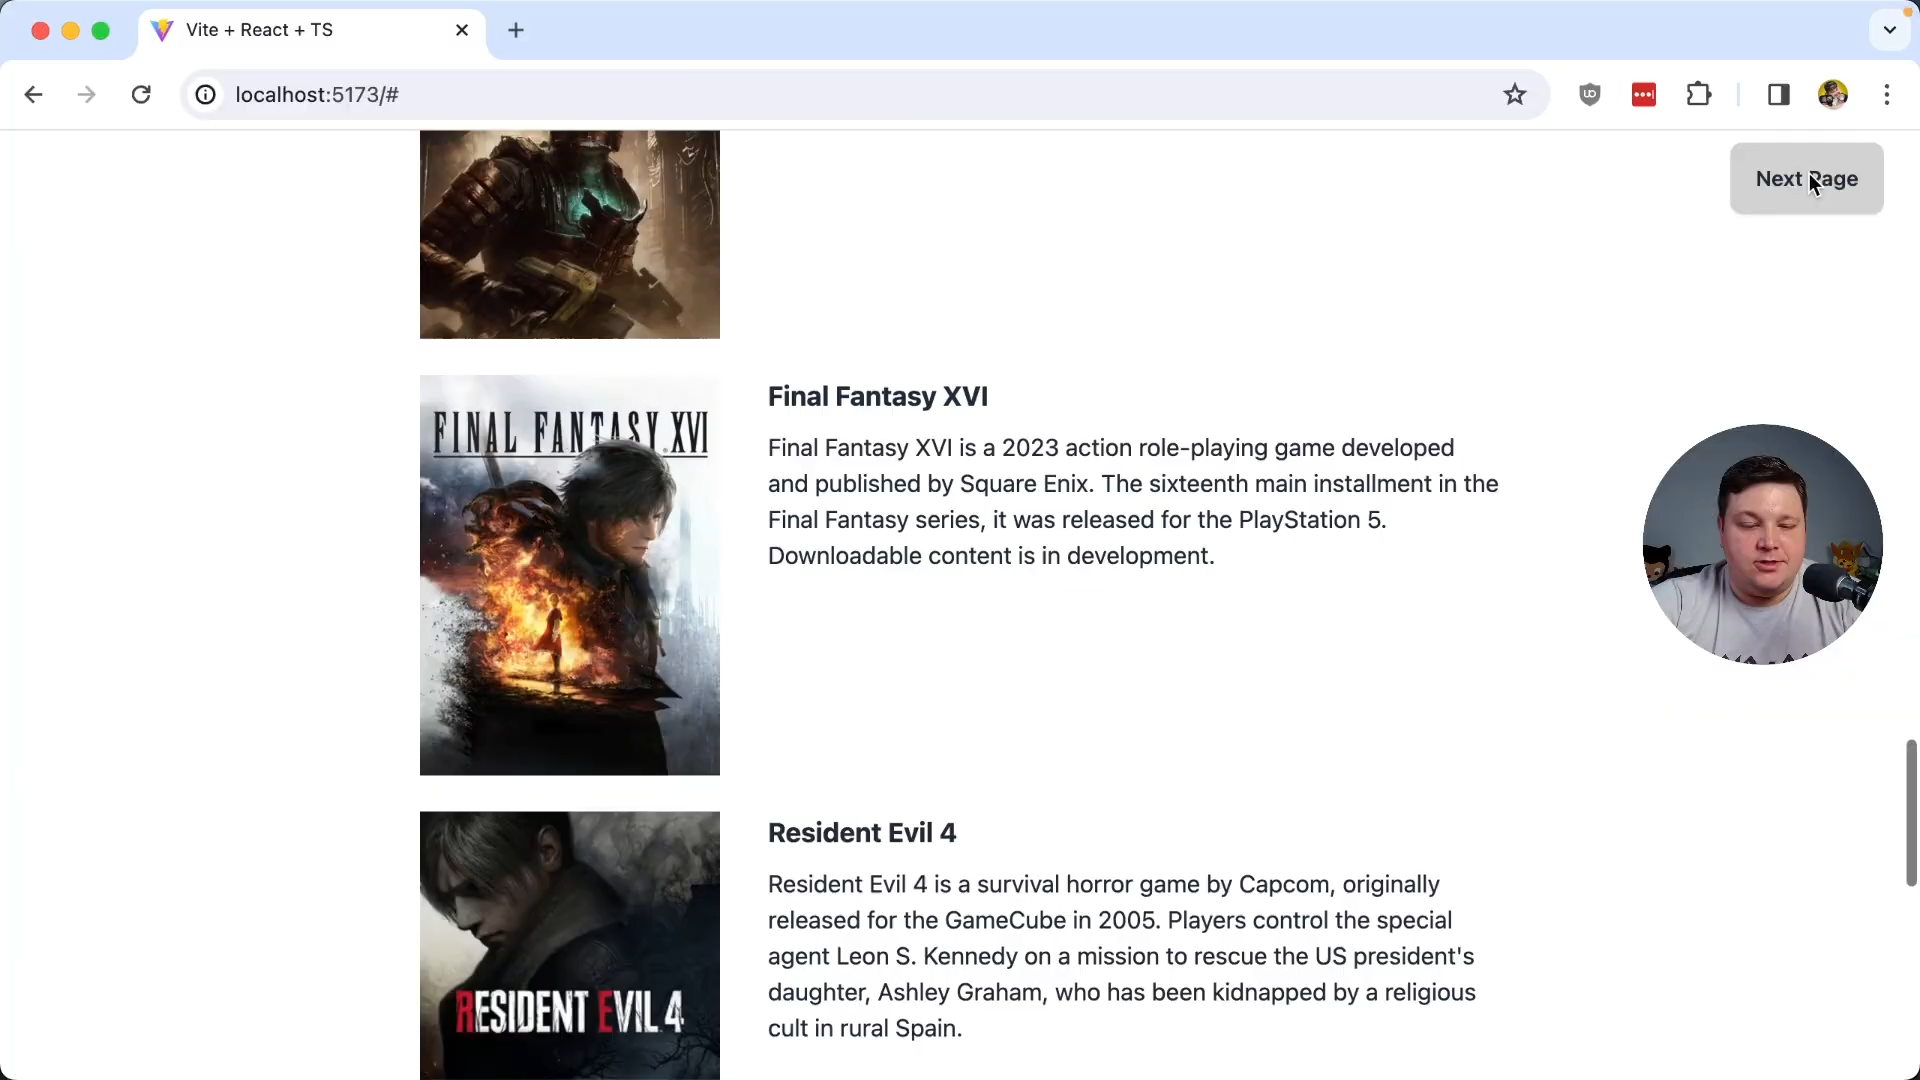 Vite + React + TS
localhost:5173/#
Next Page
FINAL FANTASY XVI
Final Fantasy XVI
Final Fantasy XVI is a 2023 action role-playing game developed
and published by Square Enix. The sixteenth main installment in the
Final Fantasy series, it was released for the PlayStation 5.
Downloadable content is in development.
RESIDENT EVIL 4
Resident Evil 4
Resident Evil 4 is a survival horror game by Capcom, originally
released for the GameCube in 2005. Players control the special
agent Leon S. Kennedy on a mission to rescue the US president's
daughter, Ashley Graham, who has been kidnapped by a religious
cult in rural Spain.